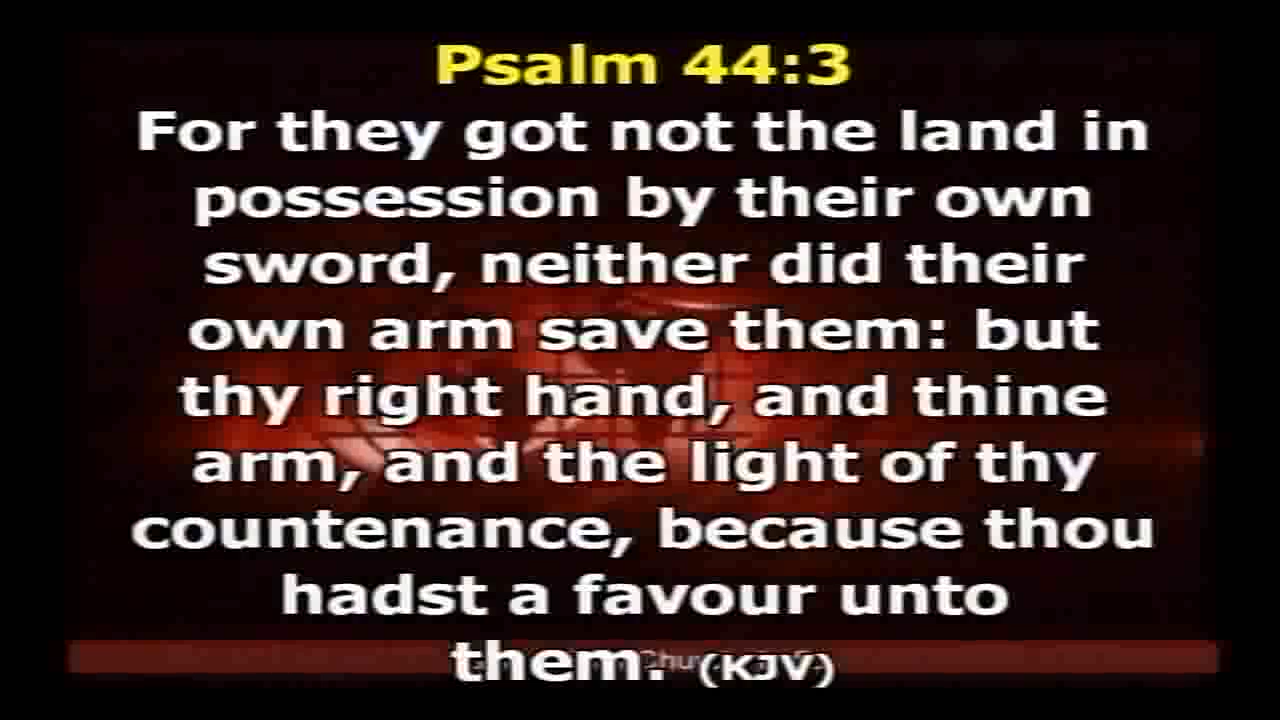 Psalm 44:3
For they got not the land in
possession by their own
sword, neither did their
own arm save them: but
thy right hand, and thine
arm, and the light of thy
countenance, because thou
hadst a favour unto
them. (KJV)